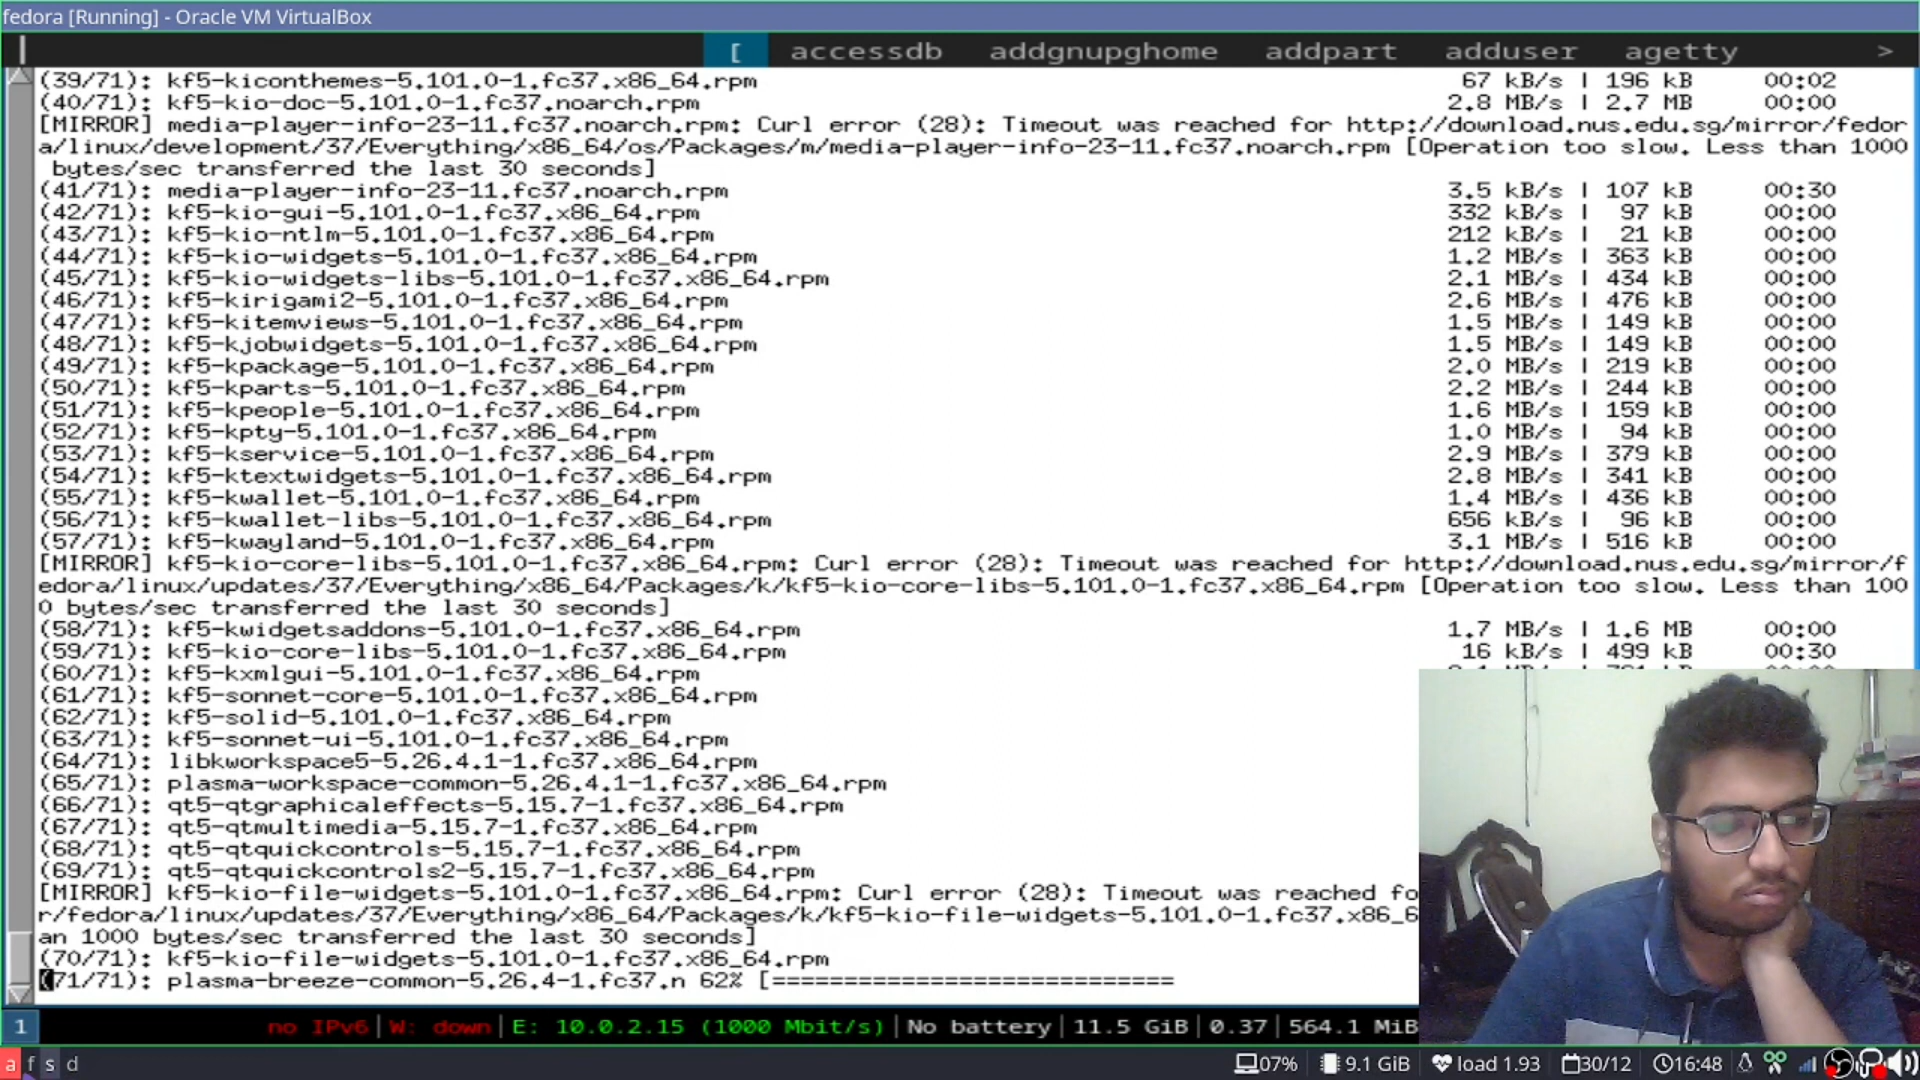 fedora [Running] - Oracle VM VirtualBox
[ accessdb addgnupghome addpart adduser agetty >
(39/71): kf5-kiconthemes-5.101.0-1.fc37.x86_64.rpm 67 kB/s | 196 kB 00:02
(40/71): kf5-kio-doc-5.101.0-1.fc37.noarch.rpm 2.8 MB/s | 2.7 MB 00:00
[MIRROR] media-player-info-23-11.fc37.noarch.rpm: Curl error (28): Timeout was reached for http://download.nus.edu.sg/mirror/fedor
a/linux/development/37/Everything/x86_64/os/Packages/m/media-player-info-23-11.fc37.noarch.rpm [Operation too slow. Less than 1000
bytes/sec transferred the last 30 seconds]
(41/71): media-player-info-23-11.fc37.noarch.rpm 3.5 kB/s | 107 kB 00:30
(42/71): kf5-kio-gui-5.101.0-1.fc37.x86_64.rpm 332 kB/s | 97 kB 00:00
(43/71): kf5-kio-ntlm-5.101.0-1.fc37.x86_64.rpm 212 kB/s | 21 kB 00:00
(44/71): kf5-kio-widgets-5.101.0-1.fc37.x86_64.rpm 1.2 MB/s | 363 kB 00:00
(45/71): kf5-kio-widgets-libs-5.101.0-1.fc37.x86_64.rpm 2.1 MB/s | 434 kB 00:00
(46/71): kf5-kirigami2-5.101.0-1.fc37.x86_64.rpm 2.6 MB/s | 476 kB 00:00
(47/71): kf5-kitemviews-5.101.0-1.fc37.x86_64.rpm 1.5 MB/s | 149 kB 00:00
(48/71): kf5-kjobwidgets-5.101.0-1.fc37.x86_64.rpm 1.5 MB/s | 149 kB 00:00
(49/71): kf5-kpackage-5.101.0-1.fc37.x86_64.rpm 2.0 MB/s | 219 kB 00:00
(50/71): kf5-kparts-5.101.0-1.fc37.x86_64.rpm 2.2 MB/s | 244 kB 00:00
(51/71): kf5-kpeople-5.101.0-1.fc37.x86_64.rpm 1.6 MB/s | 159 kB 00:00
(52/71): kf5-kpty-5.101.0-1.fc37.x86_64.rpm 1.0 MB/s | 94 kB 00:00
(53/71): kf5-kservice-5.101.0-1.fc37.x86_64.rpm 2.9 MB/s | 379 kB 00:00
(54/71): kf5-ktextwidgets-5.101.0-1.fc37.x86_64.rpm 2.8 MB/s | 341 kB 00:00
(55/71): kf5-kwallet-5.101.0-1.fc37.x86_64.rpm 1.4 MB/s | 436 kB 00:00
(56/71): kf5-kwallet-libs-5.101.0-1.fc37.x86_64.rpm 656 kB/s | 96 kB 00:00
(57/71): kf5-kwayland-5.101.0-1.fc37.x86_64.rpm 3.1 MB/s | 516 kB 00:00
[MIRROR] kf5-kio-core-libs-5.101.0-1.fc37.x86_64.rpm: Curl error (28): Timeout was reached for http://download.nus.edu.sg/mirror/f
edora/linux/updates/37/Everything/x86_64/Packages/k/kf5-kio-core-libs-5.101.0-1.fc37.x86_64.rpm [Operation too slow. Less than 100
0 bytes/sec transferred the last 30 seconds]
(58/71): kf5-kwidgetsaddons-5.101.0-1.fc37.x86_64.rpm 1.7 MB/s | 1.6 MB 00:00
(59/71): kf5-kio-core-libs-5.101.0-1.fc37.x86_64.rpm 16 kB/s | 499 kB 00:30
(60/71): kf5-kxmlgui-5.101.0-1.fc37.x86_64.rpm
(61/71): kf5-sonnet-core-5.101.0-1.fc37.x86_64.rpm
(62/71): kf5-solid-5.101.0-1.fc37.x86_64.rpm
(63/71): kf5-sonnet-ui-5.101.0-1.fc37.x86_64.rpm
(64/71): libkworkspace5-5.26.4.1-1.fc37.x86_64.rpm
(65/71): plasma-workspace-common-5.26.4.1-1.fc37.x86_64.rpm
(66/71): qt5-qtgraphicaleffects-5.15.7-1.fc37.x86_64.rpm
(67/71): qt5-qtmultimedia-5.15.7-1.fc37.x86_64.rpm
(68/71): qt5-qtquickcontrols-5.15.7-1.fc37.x86_64.rpm
(69/71): qt5-qtquickcontrols2-5.15.7-1.fc37.x86_64.rpm
[MIRROR] kf5-kio-file-widgets-5.101.0-1.fc37.x86_64.rpm: Curl error (28): Timeout was reached fo
r/fedora/linux/updates/37/Everything/x86_64/Packages/k/kf5-kio-file-widgets-5.101.0-1.fc37.x86_6
an 1000 bytes/sec transferred the last 30 seconds]
(70/71): kf5-kio-file-widgets-5.101.0-1.fc37.x86_64.rpm
(71/71): plasma-breeze-common-5.26.4-1.fc37.n 62% [============================
1 no IPv6|W: down|E: 10.0.2.15 (1000 Mbit/s)|No battery|11.5 GiB|0.37|564.1 MiB
a f s d 07% 9.1 GiB load 1.93 30/12 16:48